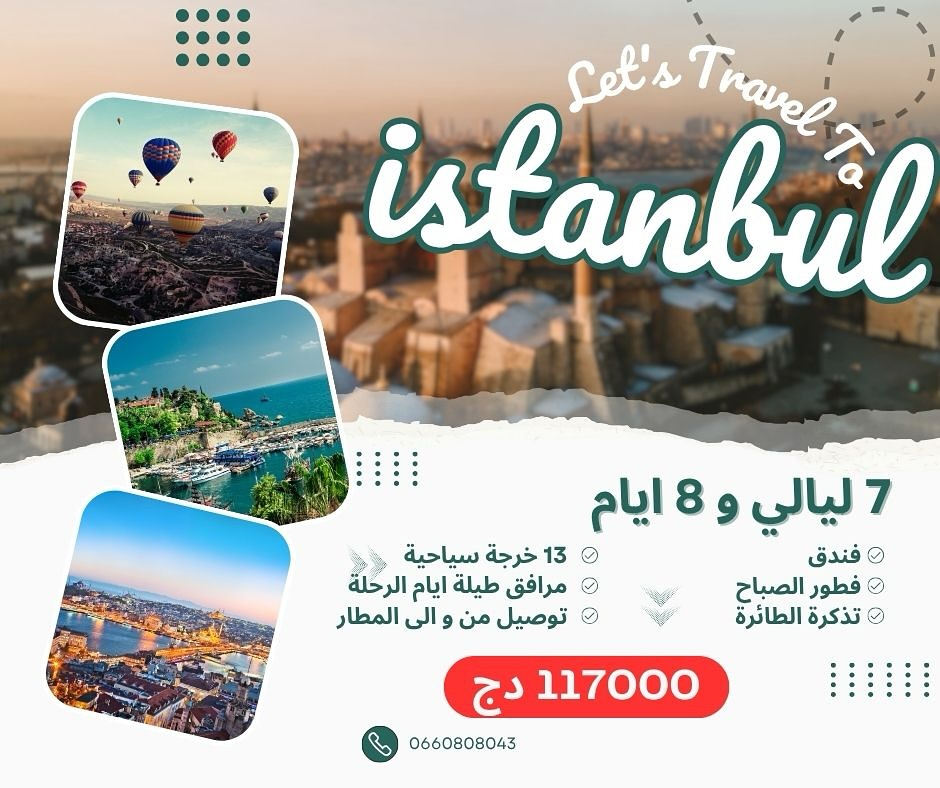 Let's Travel To
istanbul
7 ليالي و 8 ايام
فندق
فطور الصباح
تذكرة الطائرة
13 خرجة سياحية
مرافق طيلة ايام الرحلة
توصيل من و الى المطار
117000 دج
0660808043